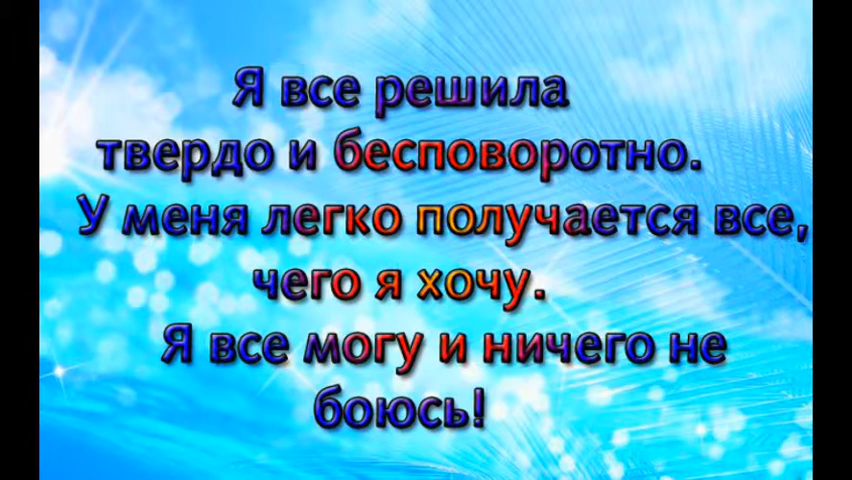 Я все решила
твердо и бесповоротно.
У меня легко получается все,
чего я хочу.
Я все могу и ничего не
боюсь!